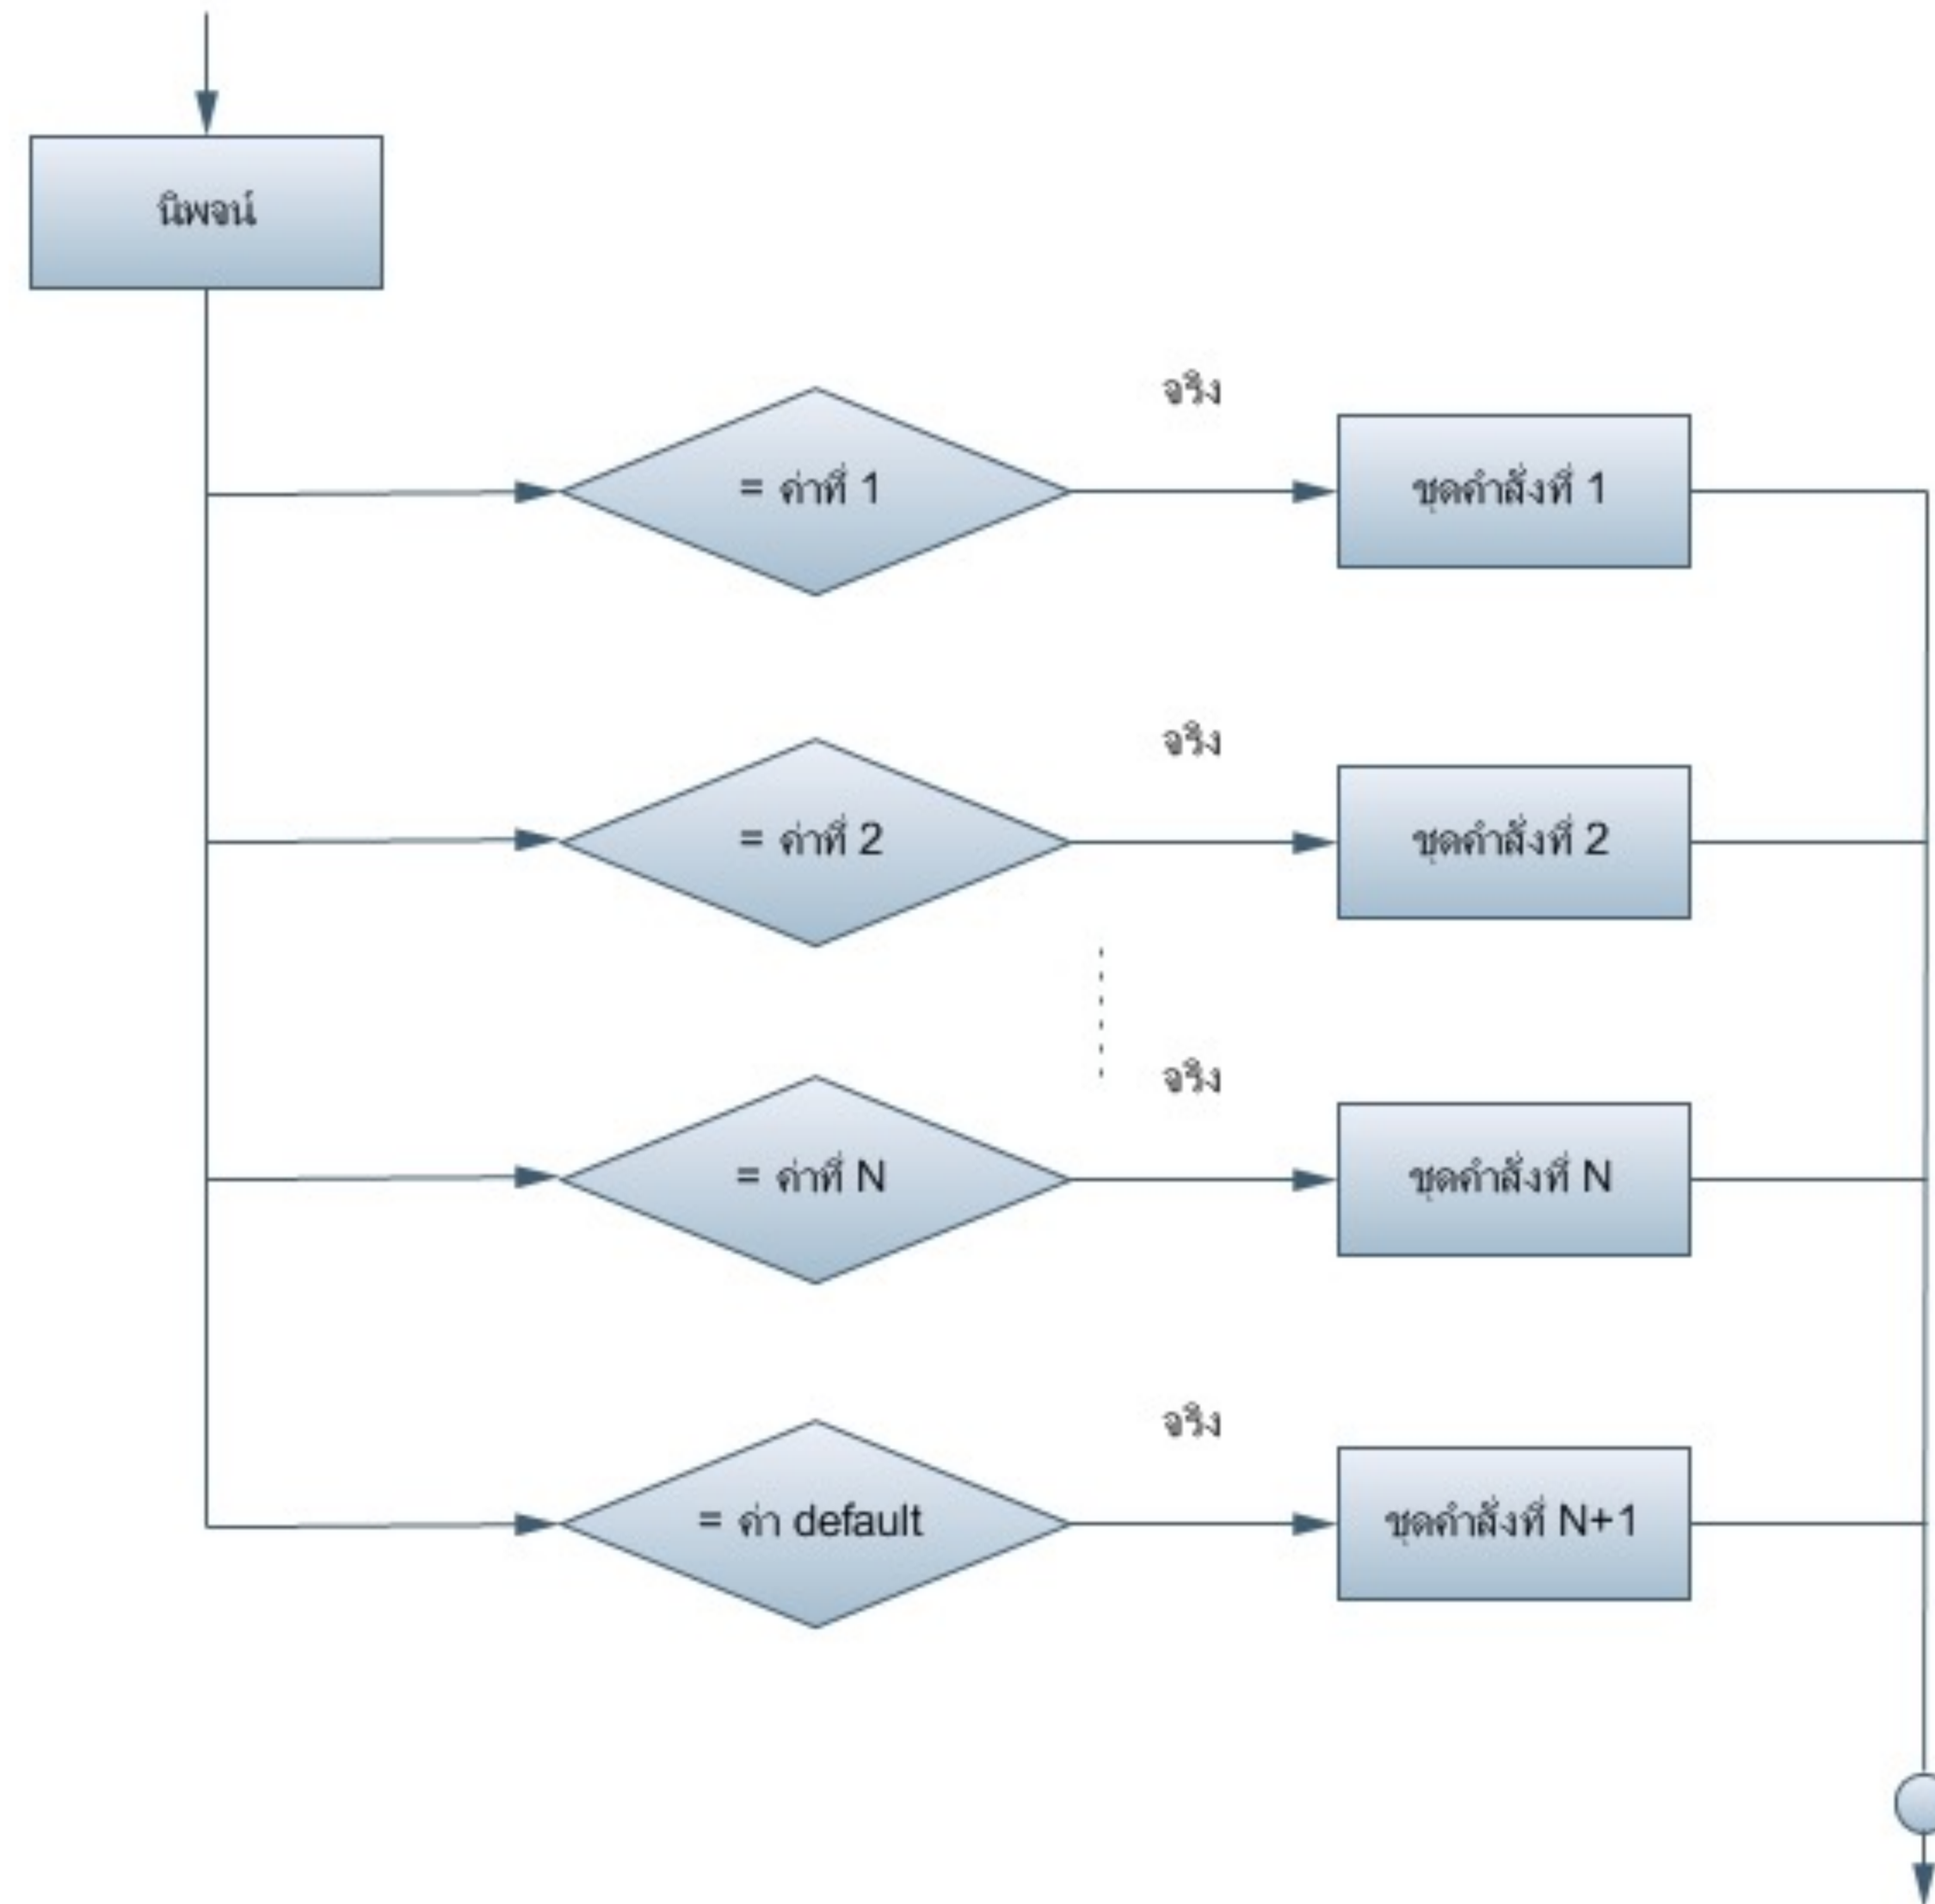 นิพจน์
จริง
= ค่าที่ 1
ชุดคำสั่งที่ 1
จริง
= ค่าที่ 2
ชุดคำสั่งที่ 2
จริง
= ค่าที่ N
ชุดคำสั่งที่ N
จริง
= ค่า default
ชุดคำสั่งที่ N+1